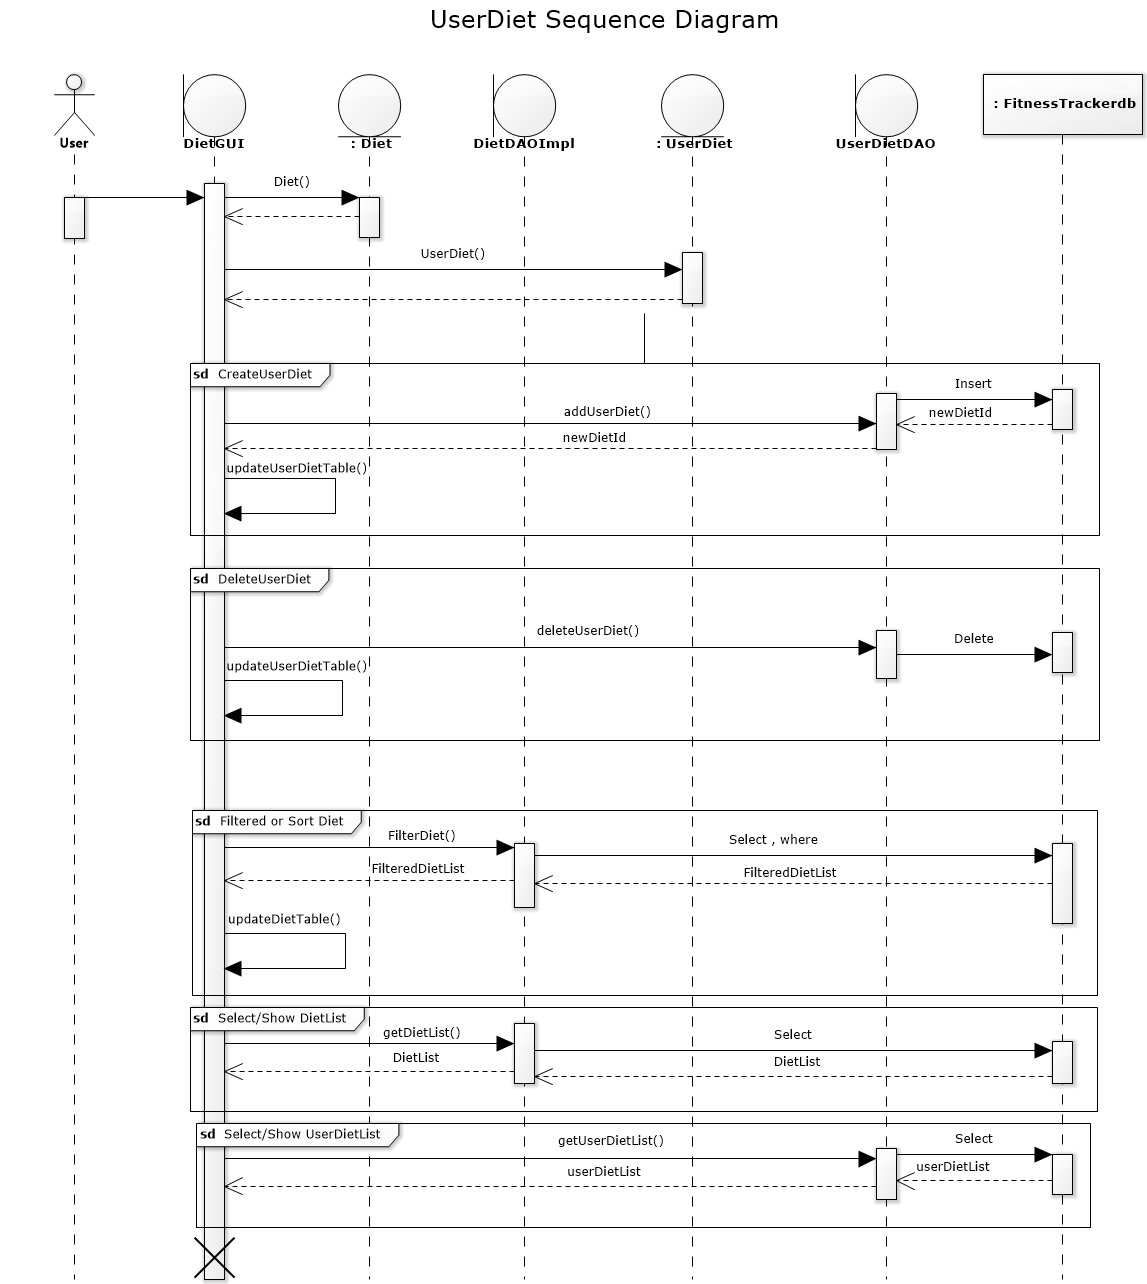 UserDiet Sequence Diagram
User
DietGUI
: Diet
DietDAOImpl
: UserDiet
UserDietDAO
: FitnessTrackerdb
Diet()
UserDiet()
sd CreateUserDiet
Insert
addUserDiet()
newDietId
newDietId
updateUserDietTable()
sd DeleteUserDiet
deleteUserDiet()
Delete
updateUserDietTable()
sd Filtered or Sort Diet
FilterDiet()
Select , where
FilteredDietList
FilteredDietList
updateDietTable()
sd Select/Show DietList
getDietList()
Select
DietList
DietList
sd Select/Show UserDietList
getUserDietList()
Select
userDietList
userDietList